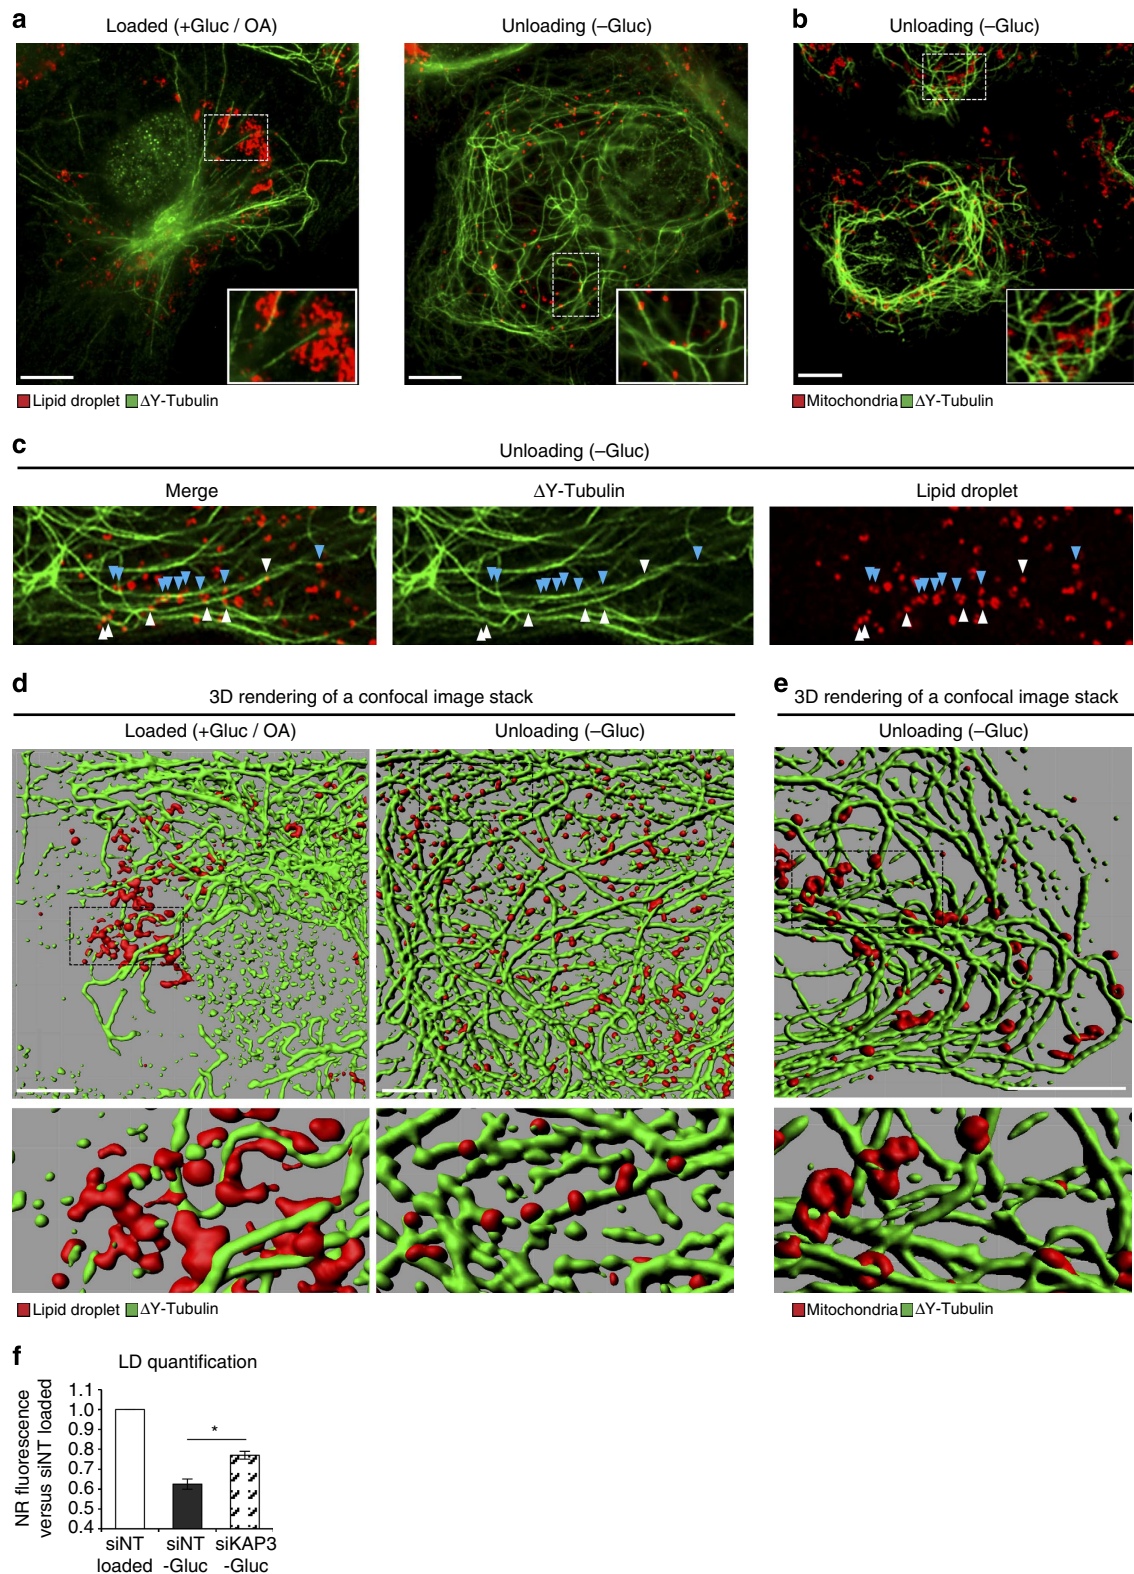 a
Loaded (+Gluc / OA)
Unloading (–Gluc)
b
Unloading (–Gluc)
Lipid droplet ΔY-Tubulin
Mitochondria ΔY-Tubulin
c
Unloading (–Gluc)
Merge
ΔY-Tubulin
Lipid droplet
d
3D rendering of a confocal image stack
Loaded (+Gluc / OA)
Unloading (–Gluc)
e
3D rendering of a confocal image stack
Unloading (–Gluc)
Lipid droplet ΔY-Tubulin
Mitochondria ΔY-Tubulin
f
LD quantification
NR fluorescence
versus siNT loaded
1.1
1.0
0.9
0.8
0.7
0.6
0.5
0.4
*
siNT
loaded
siNT
-Gluc
siKAP3
-Gluc